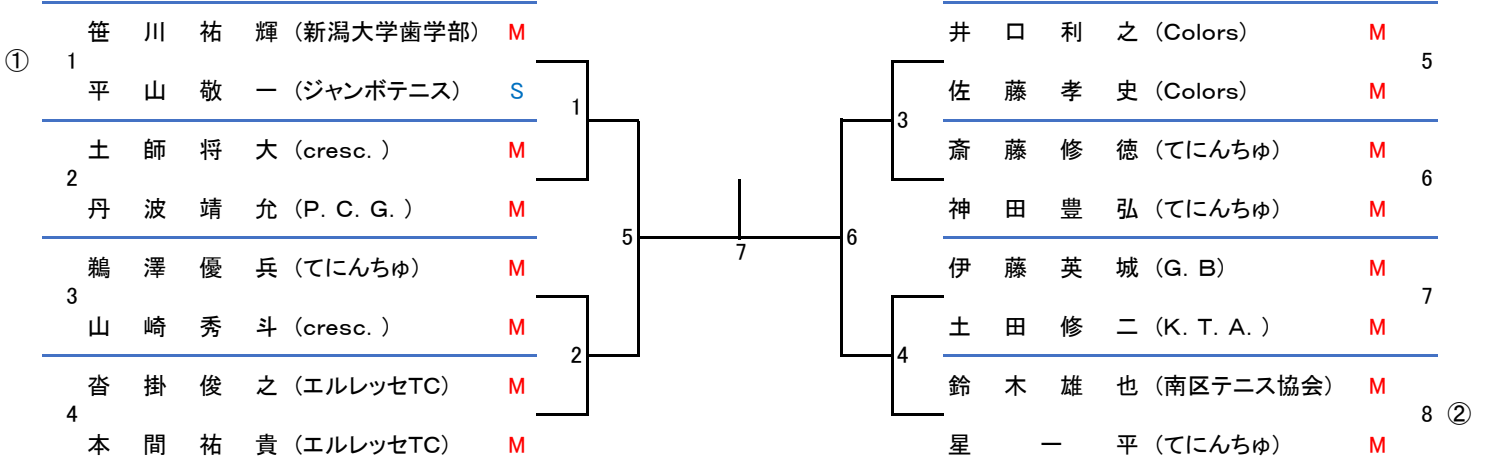 笹川祐輝(新潟大学歯学部) M
① 1
平山敬一(ジャンボテニス) S
1
土師将大(cresc.) M
2
丹波靖允(P.C.G.) M
5
鵜澤優兵(てにんちゅ) M
3
山崎秀斗(cresc.) M
2
沓掛俊之(エルレッセTC) M
4
本間祐貴(エルレッセTC) M
7
井口利之(Colors) M
5
佐藤孝史(Colors) M
3
斎藤修徳(てにんちゅ) M
6
神田豊弘(てにんちゅ) M
6
伊藤英城(G.B) M
7
土田修二(K.T.A.) M
4
鈴木雄也(南区テニス協会) M
8 ②
星一平(てにんちゅ) M